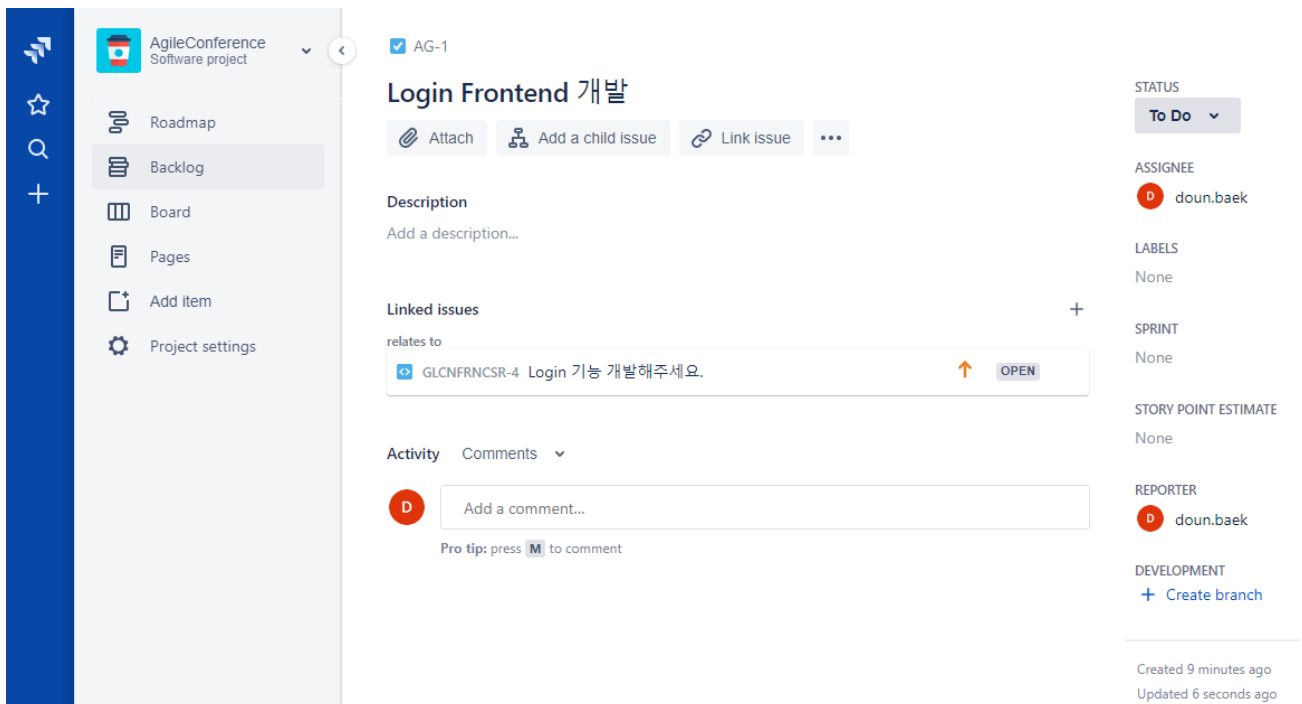 AgileConference
Software project
Roadmap
Backlog
Board
Pages
Add item
Project settings
AG-1
Login Frontend 개발
Attach
Add a child issue
Link issue
Description
Add a description...
Linked issues
relates to
GLCNFRNCSR-4 Login 기능 개발해주세요. OPEN
Activity Comments
D
Add a comment...
Pro tip: press M to comment
STATUS
To Do
ASSIGNEE
D doun.baek
LABELS
None
SPRINT
None
STORY POINT ESTIMATE
None
REPORTER
D doun.baek
DEVELOPMENT
Create branch
Created 9 minutes ago
Updated 6 seconds ago